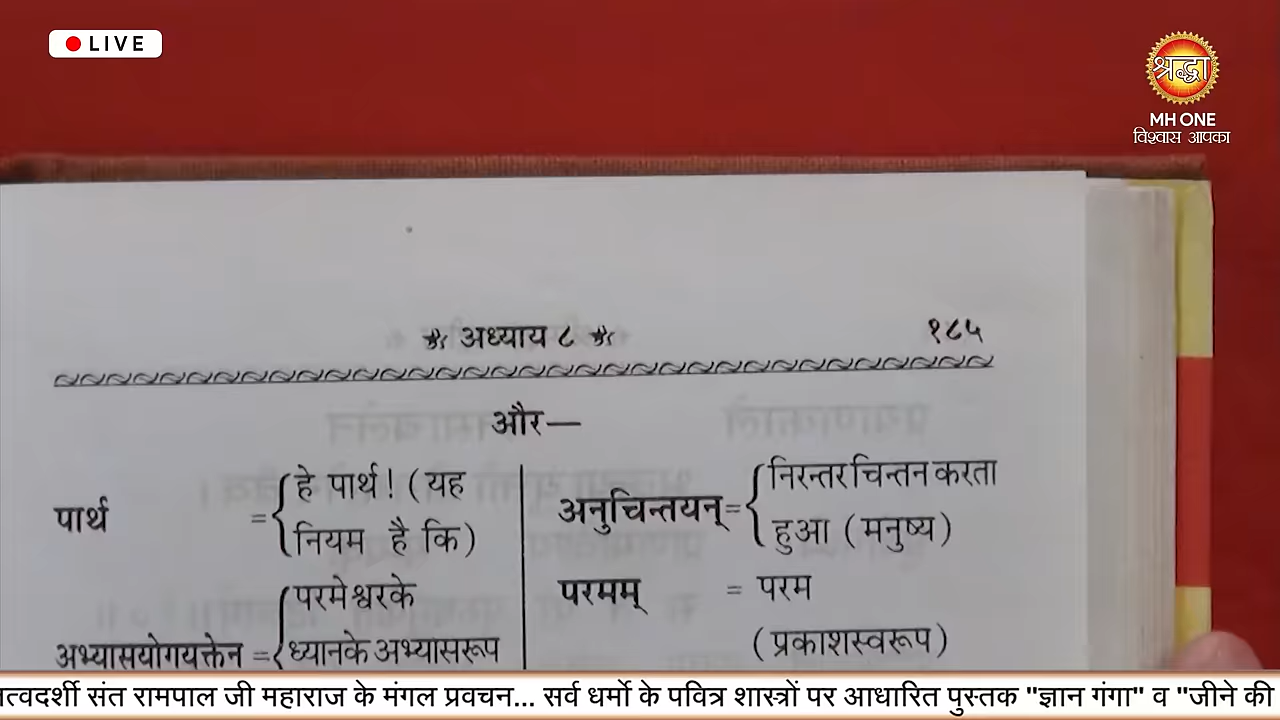 LIVE
श्रद्धा
MH ONE
विश्वास आपका
अध्याय ८
१८५
और—
पार्थ = हे पार्थ! (यह
नियम है कि)
अभ्यासयोगयुक्तेन = परमेश्वरके
ध्यानके अभ्यासरूप
अनुचिन्तयन् = निरन्तर चिन्तन करता
हुआ (मनुष्य)
परमम् = परम
(प्रकाशस्वरूप)
त्वदर्शी संत रामपाल जी महाराज के मंगल प्रवचन... सर्व धर्मो के पवित्र शास्त्रों पर आधारित पुस्तक "ज्ञान गंगा" व "जीने की